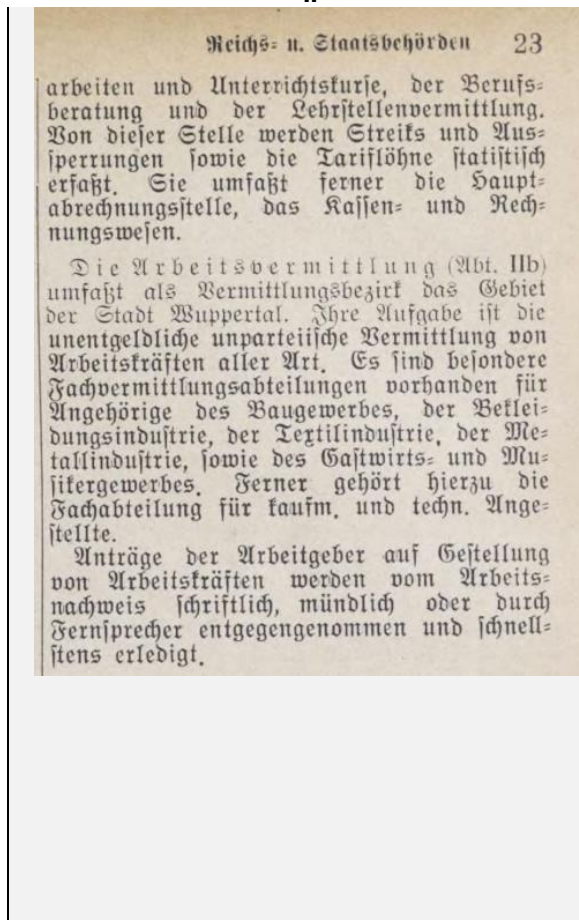 Reichs- u. Staatsbehörden 23
arbeiten und Unterrichtskurse, der Berufs-
beratung und der Lehrstellenvermittlung.
Von dieser Stelle werden Streiks und Aus-
sperrungen sowie die Tariflöhne statistisch
erfaßt. Sie umfaßt ferner die Haupt-
abrechnungsstelle, das Kassen- und Rech-
nungswesen.
Die Arbeitsvermittlung (Abt. IIb)
umfaßt als Vermittlungsbezirk das Gebiet
der Stadt Wuppertal. Ihre Aufgabe ist die
unentgeldliche unparteiische Vermittlung von
Arbeitskräften aller Art. Es sind besondere
Fachvermittlungsabteilungen vorhanden für
Angehörige des Baugewerbes, der Beklei-
dungsindustrie, der Textilindustrie, der Me-
tallindustrie, sowie des Gastwirts- und Mu-
sikergewerbes. Ferner gehört hierzu die
Fachabteilung für kaufm. und techn. Ange-
stellte.
Anträge der Arbeitgeber auf Gestellung
von Arbeitskräften werden vom Arbeits-
nachweis schriftlich, mündlich oder durch
Fernsprecher entgegengenommen und schnell-
stens erledigt.